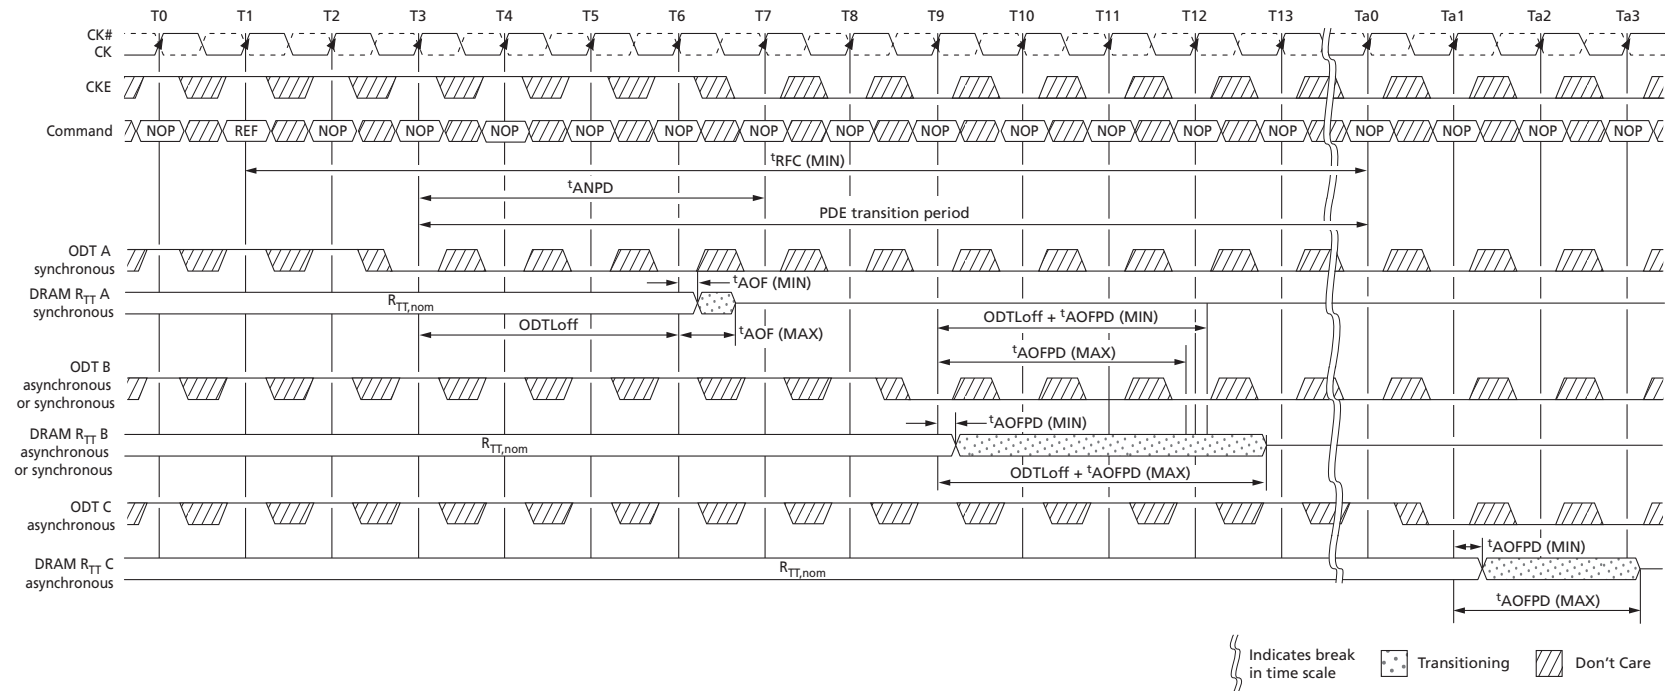 T0 T1 T2 T3 T4 T5 T6 T7 T8 T9 T10 T11 T12 T13 Ta0 Ta1 Ta2 Ta3
CK#
CK
CKE
Command NOP REF NOP NOP NOP NOP NOP NOP NOP NOP NOP NOP NOP NOP NOP NOP NOP NOP
tRFC (MIN)
tANPD
PDE transition period
ODT A
synchronous
tAOF (MIN)
DRAM RTT A
synchronous
RTT,nom
ODTLoff
tAOF (MAX)
ODTLoff + tAOFPD (MIN)
tAOFPD (MAX)
ODT B
asynchronous
or synchronous
tAOFPD (MIN)
DRAM RTT B
asynchronous
or synchronous
RTT,nom
ODTLoff + tAOFPD (MAX)
ODT C
asynchronous
tAOFPD (MIN)
DRAM RTT C
asynchronous
RTT,nom
tAOFPD (MAX)
Indicates break
in time scale
Transitioning
Don't Care